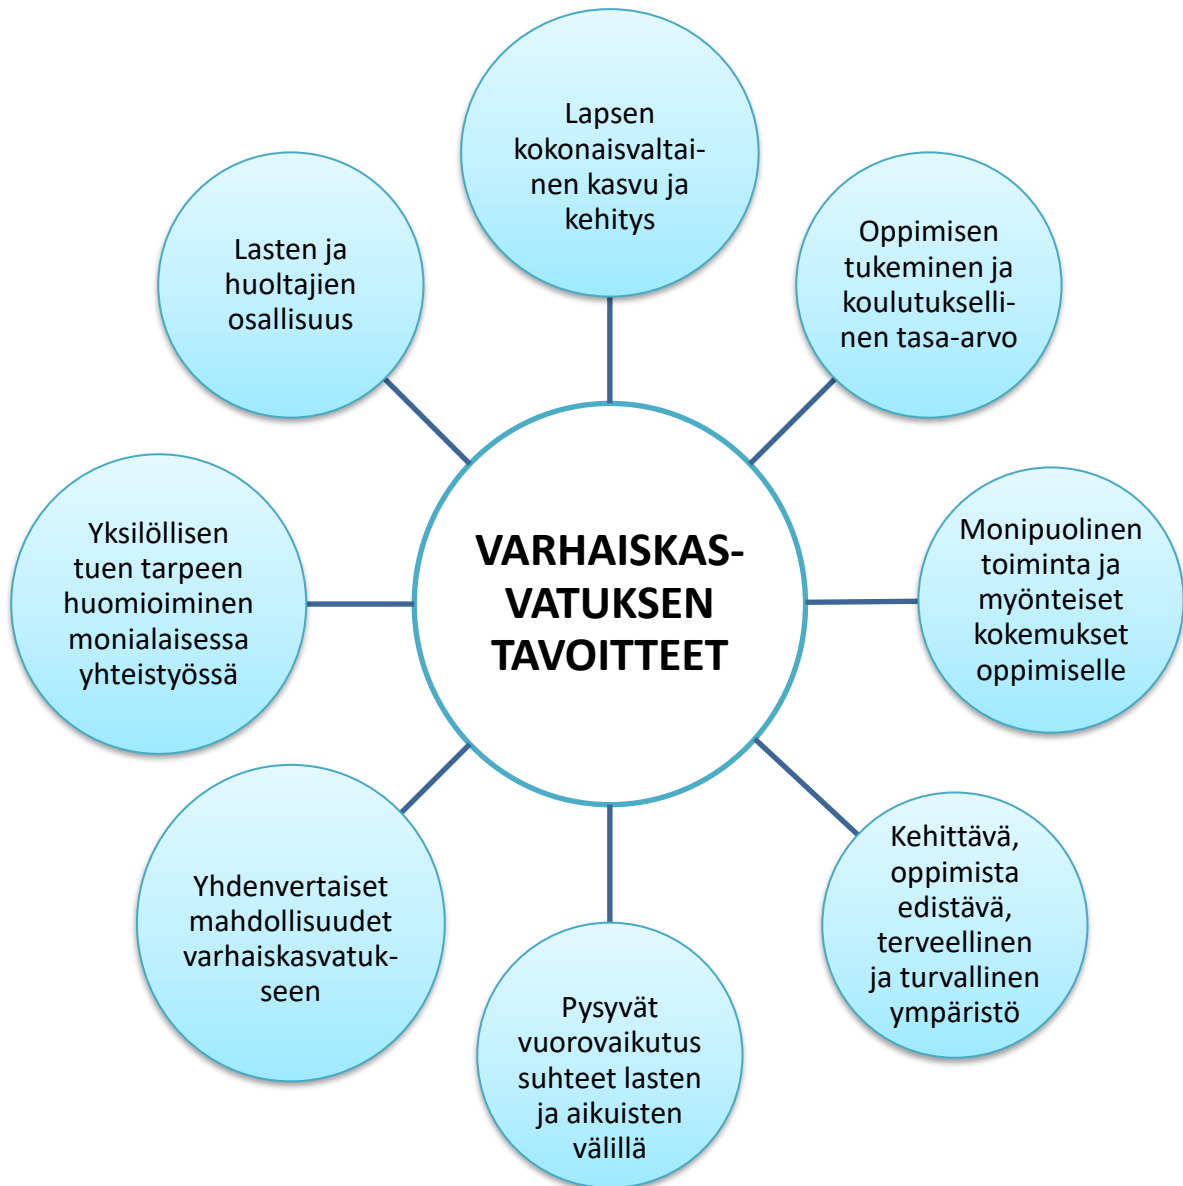 Lapsen
kokonaisvaltai-
nen kasvu ja
kehitys
Oppimisen
tukeminen ja
koulutukselli-
nen tasa-arvo
Monipuolinen
toiminta ja
myönteiset
kokemukset
oppimiselle
Kehittävä,
oppimista
edistävä,
terveellinen
ja turvallinen
ympäristö
Pysyvät
vuorovaikutus
suhteet lasten
ja aikuisten
välillä
Yhdenvertaiset
mahdollisuudet
varhaiskasvatuk-
seen
Yksilöllisen
tuen tarpeen
huomioiminen
monialaisessa
yhteistyössä
Lasten ja
huoltajien
osallisuus
VARHAISKAS-
VATUKSEN
TAVOITTEET